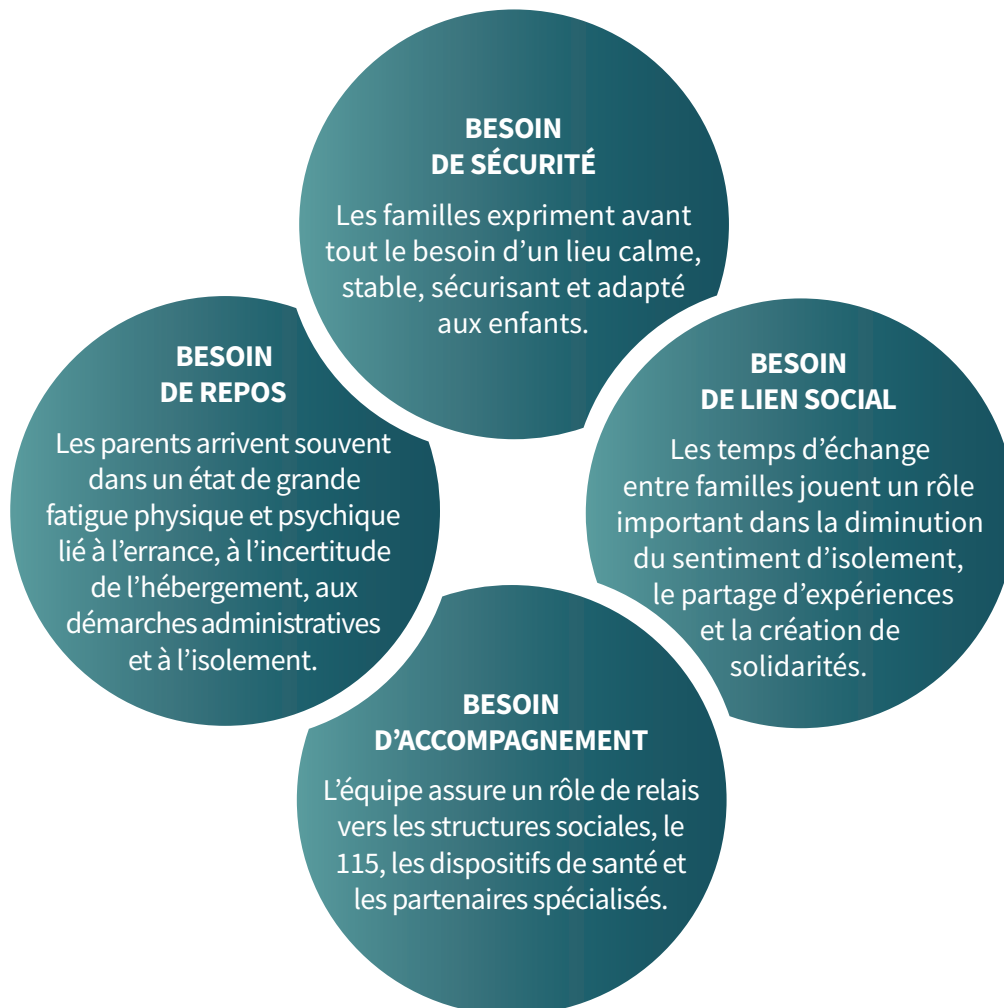 BESOIN
DE SÉCURITÉ
Les familles expriment avant
tout le besoin d’un lieu calme,
stable, sécurisant et adapté
aux enfants.
BESOIN
DE REPOS
Les parents arrivent souvent
dans un état de grande
fatigue physique et psychique
lié à l’errance, à l’incertitude
de l’hébergement, aux
démarches administratives
et à l’isolement.
BESOIN
DE LIEN SOCIAL
Les temps d’échange
entre familles jouent un rôle
important dans la diminution
du sentiment d’isolement,
le partage d’expériences
et la création de
solidarités.
BESOIN
D’ACCOMPAGNEMENT
L’équipe assure un rôle de relais
vers les structures sociales, le
115, les dispositifs de santé et
les partenaires spécialisés.